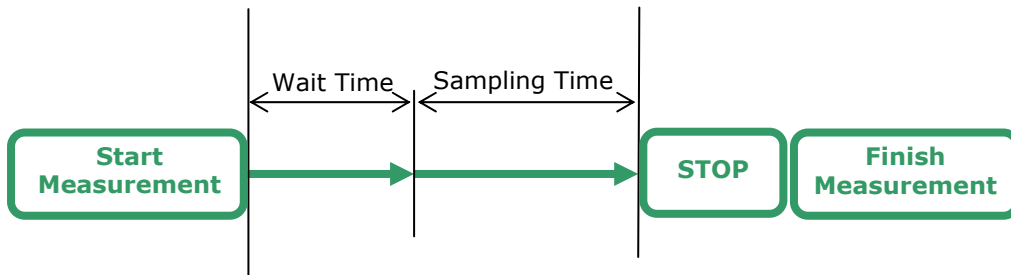 Wait Time
Sampling Time
Start
Measurement
STOP
Finish
Measurement